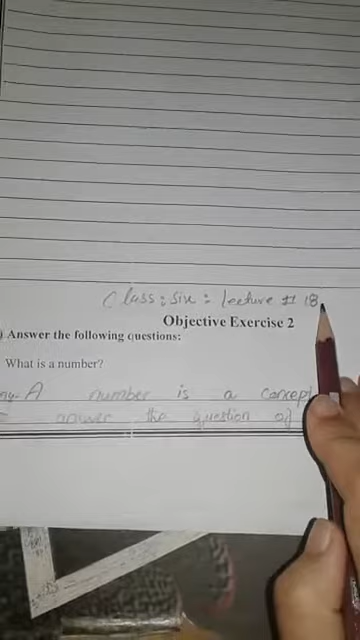 Class: six: lecture # 18
Objective Exercise 2
) Answer the following questions:
What is a number?
A number is a concept
answer the question of